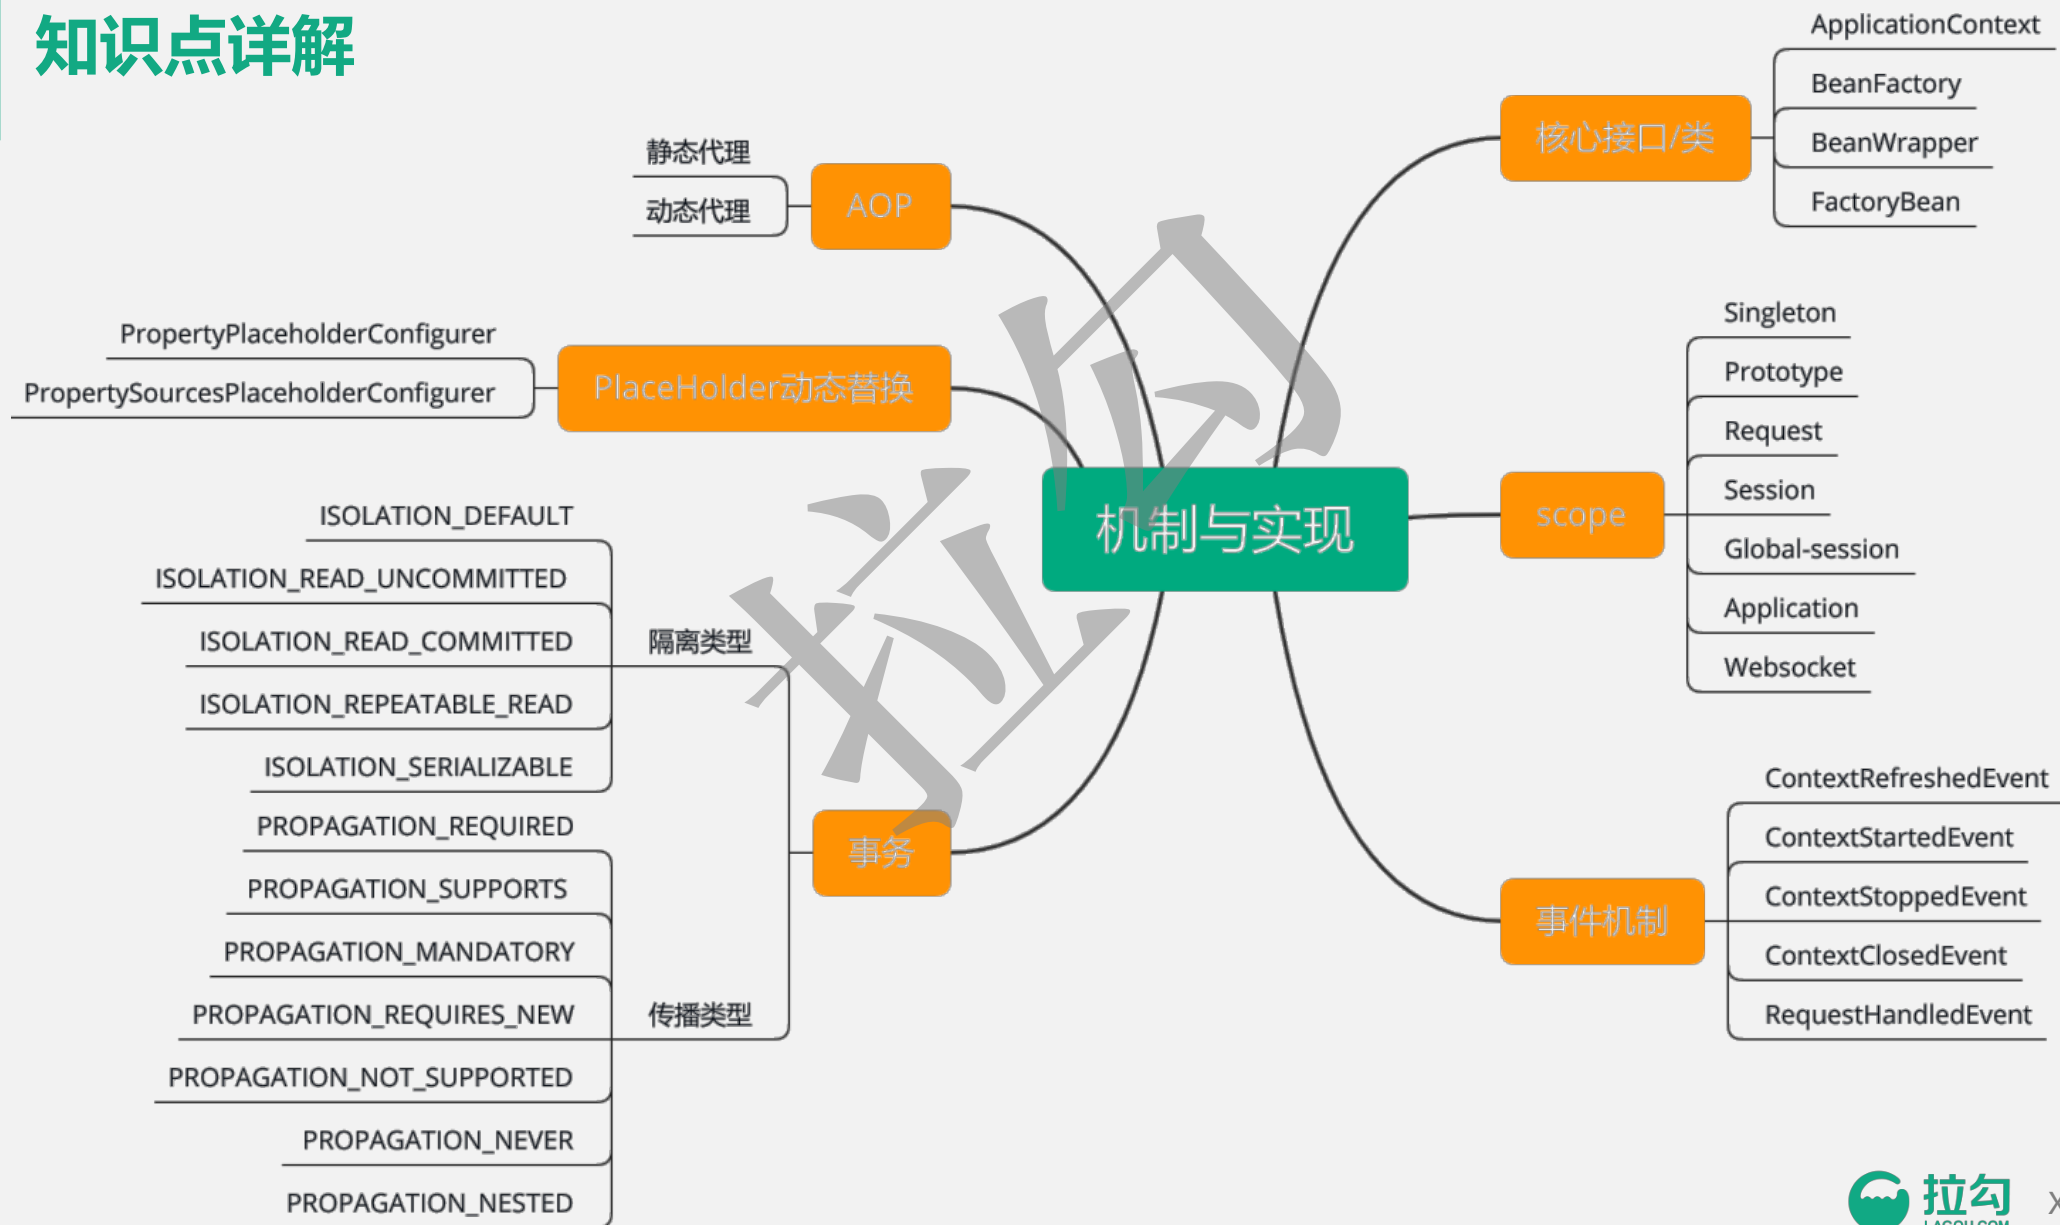 知识点详解
机制与实现
AOP
静态代理
动态代理
PlaceHolder动态替换
PropertyPlaceholderConfigurer
PropertySourcesPlaceholderConfigurer
事务
隔离类型
ISOLATION_DEFAULT
ISOLATION_READ_UNCOMMITTED
ISOLATION_READ_COMMITTED
ISOLATION_REPEATABLE_READ
ISOLATION_SERIALIZABLE
传播类型
PROPAGATION_REQUIRED
PROPAGATION_SUPPORTS
PROPAGATION_MANDATORY
PROPAGATION_REQUIRES_NEW
PROPAGATION_NOT_SUPPORTED
PROPAGATION_NEVER
PROPAGATION_NESTED
核心接口/类
ApplicationContext
BeanFactory
BeanWrapper
FactoryBean
scope
Singleton
Prototype
Request
Session
Global-session
Application
Websocket
事件机制
ContextRefreshedEvent
ContextStartedEvent
ContextStoppedEvent
ContextClosedEvent
RequestHandledEvent
拉勾
拉勾